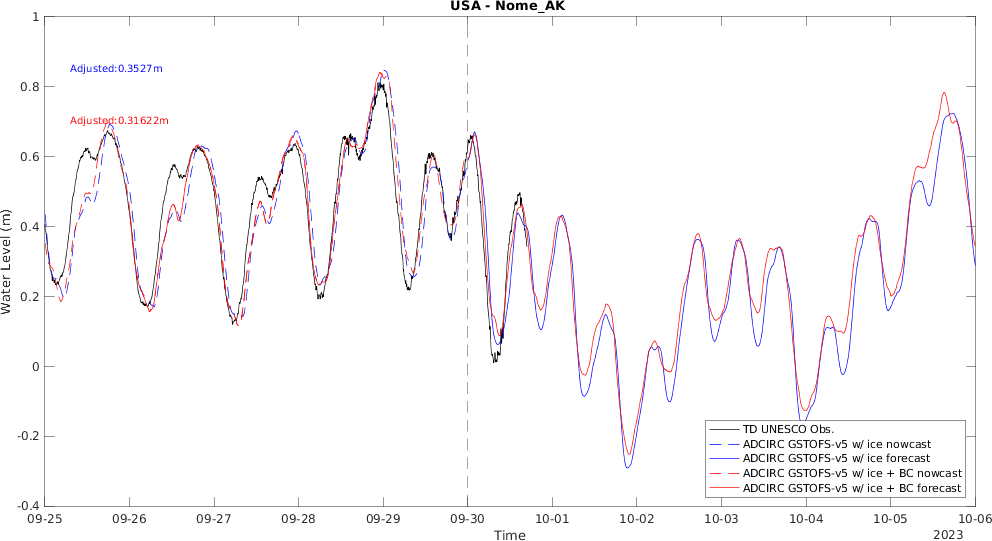 USA - Nome_AK
1
0.8
0.6
0.4
0.2
0
-0.2
-0.4
Water Level (m)
Adjusted:0.3527m
Adjusted:0.31622m
TD UNESCO Obs.
ADCIRC GSTOFS-v5 w/ ice nowcast
ADCIRC GSTOFS-v5 w/ ice forecast
ADCIRC GSTOFS-v5 w/ ice + BC nowcast
ADCIRC GSTOFS-v5 w/ ice + BC forecast
09-25 09-26 09-27 09-28 09-29 09-30 10-01 10-02 10-03 10-04 10-05 10-06
Time
2023